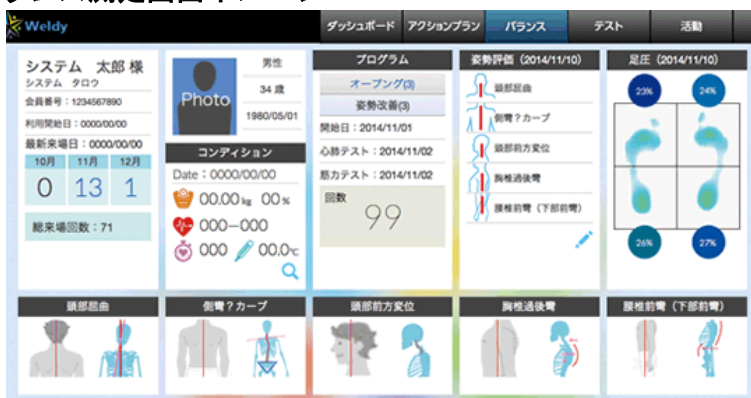 Weldy
ダッシュボード
アクションプラン
バランス
テスト
活動
システム 太郎 様
システム タロウ
会員番号：1234567890
利用開始日：0000/00/00
最新来場日：0000/00/00
10月 11月 12月
0 13 1
総来場回数：71
Photo
男性
34 歳
1980/05/01
コンディション
Date：0000/00/00
00.00 kg 00 %
000-000
000 00.0℃
プログラム
オープング(3)
姿勢改善(3)
開始日：2014/11/01
心肺テスト：2014/11/02
筋力テスト：2014/11/02
回数
99
姿勢評価（2014/11/10）
頭部屈曲
側彎？カーブ
頭部前方変位
胸椎過後彎
腰椎前彎（下部前彎）
足圧（2014/11/10）
23% 24%
26% 27%
頭部屈曲
側彎？カーブ
頭部前方変位
胸椎過後彎
腰椎前彎（下部前彎）